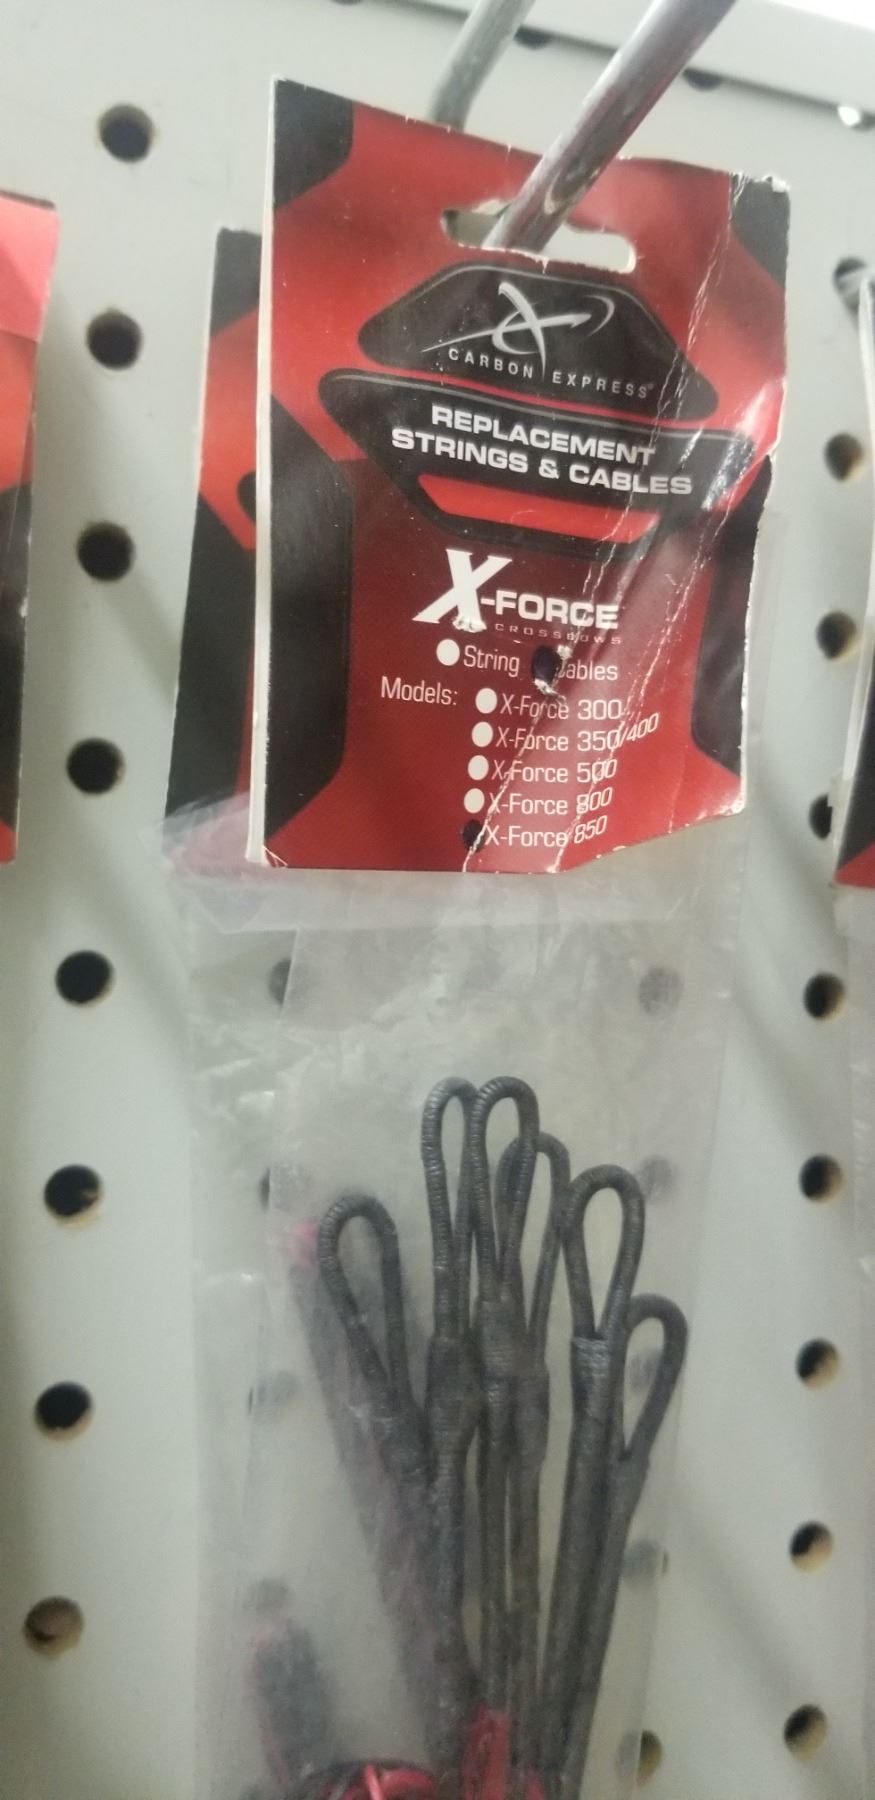 CARBON EXPRESS®
REPLACEMENT
STRINGS & CABLES
X-FORCE
CROSSBOWS
String Cables
Models: X-Force 300
X-Force 350/400
X-Force 500
X-Force 800
X-Force 850